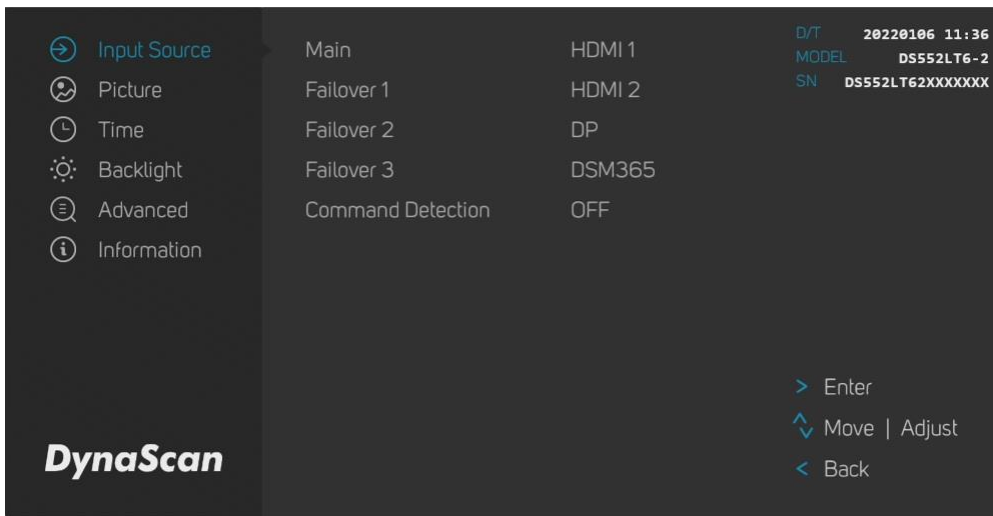 Input Source
Picture
Time
Backlight
Advanced
Information
DynaScan
Main HDMI 1
Failover 1 HDMI 2
Failover 2 DP
Failover 3 DSM365
Command Detection OFF
D/T 20220106 11:36
MODEL DS552LT6-2
SN DS552LT62XXXXXXX
> Enter
Move | Adjust
< Back